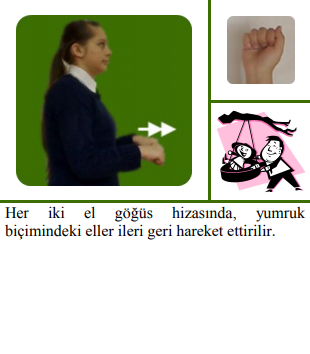 Her iki el göğüs hizasında, yumruk
biçimindeki eller ileri geri hareket ettirilir.